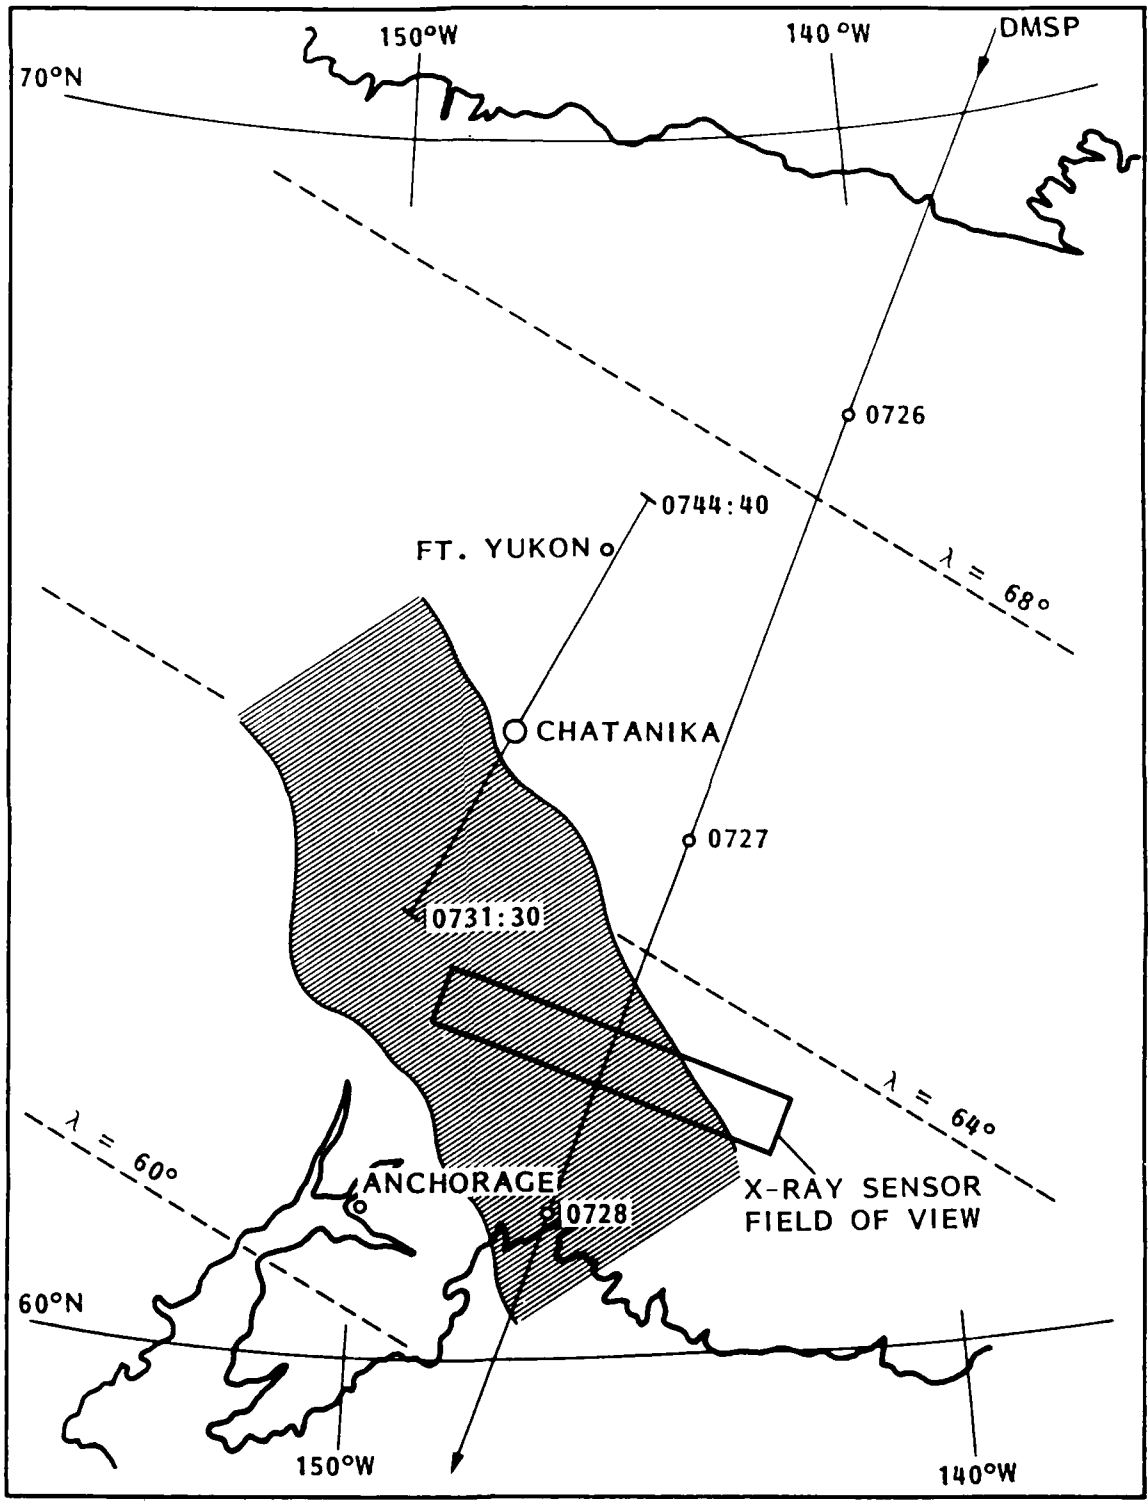 DMSP
150°W
140°W
70°N
0726
0744:40
FT. YUKON
λ = 68°
CHATANIKA
0727
0731:30
λ = 64°
λ = 60°
ANCHORAGE
X-RAY SENSOR
FIELD OF VIEW
0728
60°N
150°W
140°W